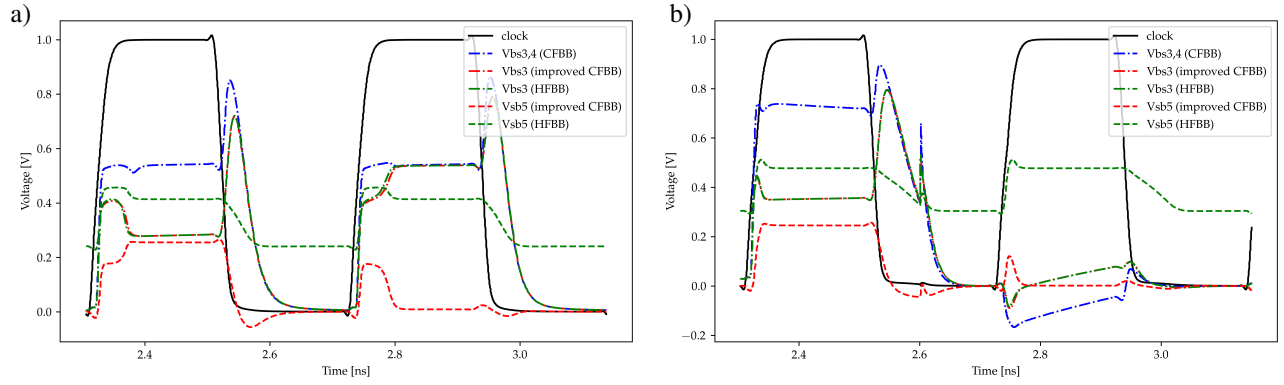 a)
1.0
0.8
0.6
0.4
0.2
0.0
Voltage [V]
2.4
2.6
2.8
3.0
Time [ns]
clock
Vbs3,4 (CFBB)
Vbs3 (improved CFBB)
Vbs3 (HFBB)
Vsb5 (improved CFBB)
Vsb5 (HFBB)
b)
1.0
0.8
0.6
0.4
0.2
0.0
−0.2
Voltage [V]
2.4
2.6
2.8
3.0
Time [ns]
clock
Vbs3,4 (CFBB)
Vbs3 (improved CFBB)
Vbs3 (HFBB)
Vsb5 (improved CFBB)
Vsb5 (HFBB)